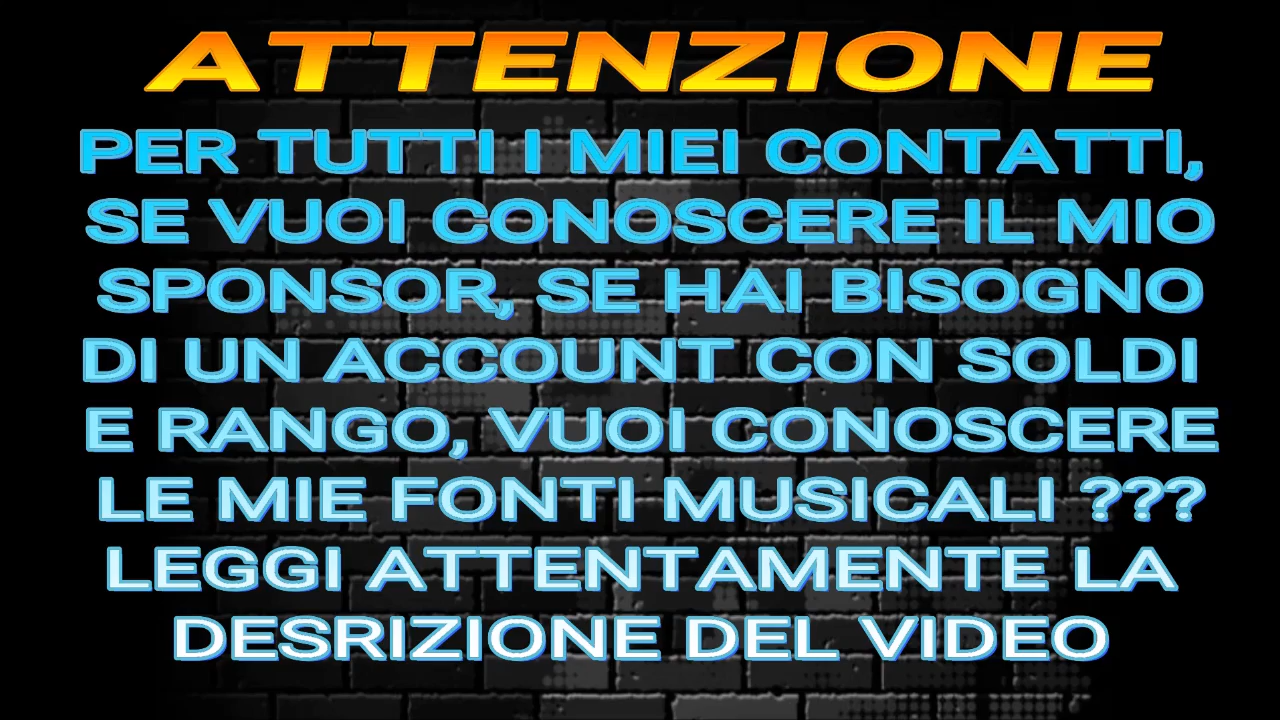 ATTENZIONE
PER TUTTI I MIEI CONTATTI,
SE VUOI CONOSCERE IL MIO
SPONSOR, SE HAI BISOGNO
DI UN ACCOUNT CON SOLDI
E RANGO, VUOI CONOSCERE
LE MIE FONTI MUSICALI ???
LEGGI ATTENTAMENTE LA
DESRIZIONE DEL VIDEO